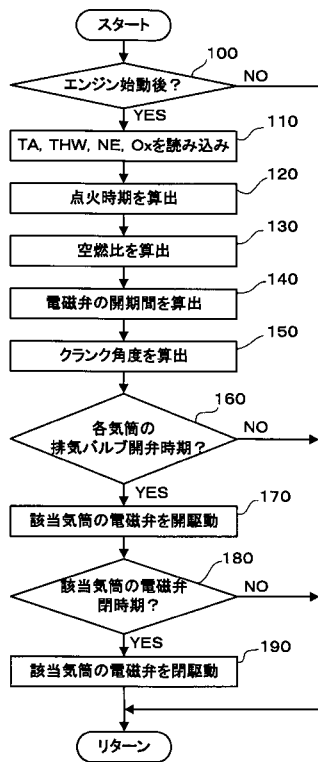 スタート
100
エンジン始動後？
NO
YES
110
TA, THW, NE, Oxを読み込み
120
点火時期を算出
130
空燃比を算出
140
電磁弁の開期間を算出
150
クランク角度を算出
160
各気筒の
排気バルブ開弁時期？
NO
YES
170
該当気筒の電磁弁を開駆動
180
該当気筒の電磁弁
閉時期？
NO
YES
190
該当気筒の電磁弁を閉駆動
リターン